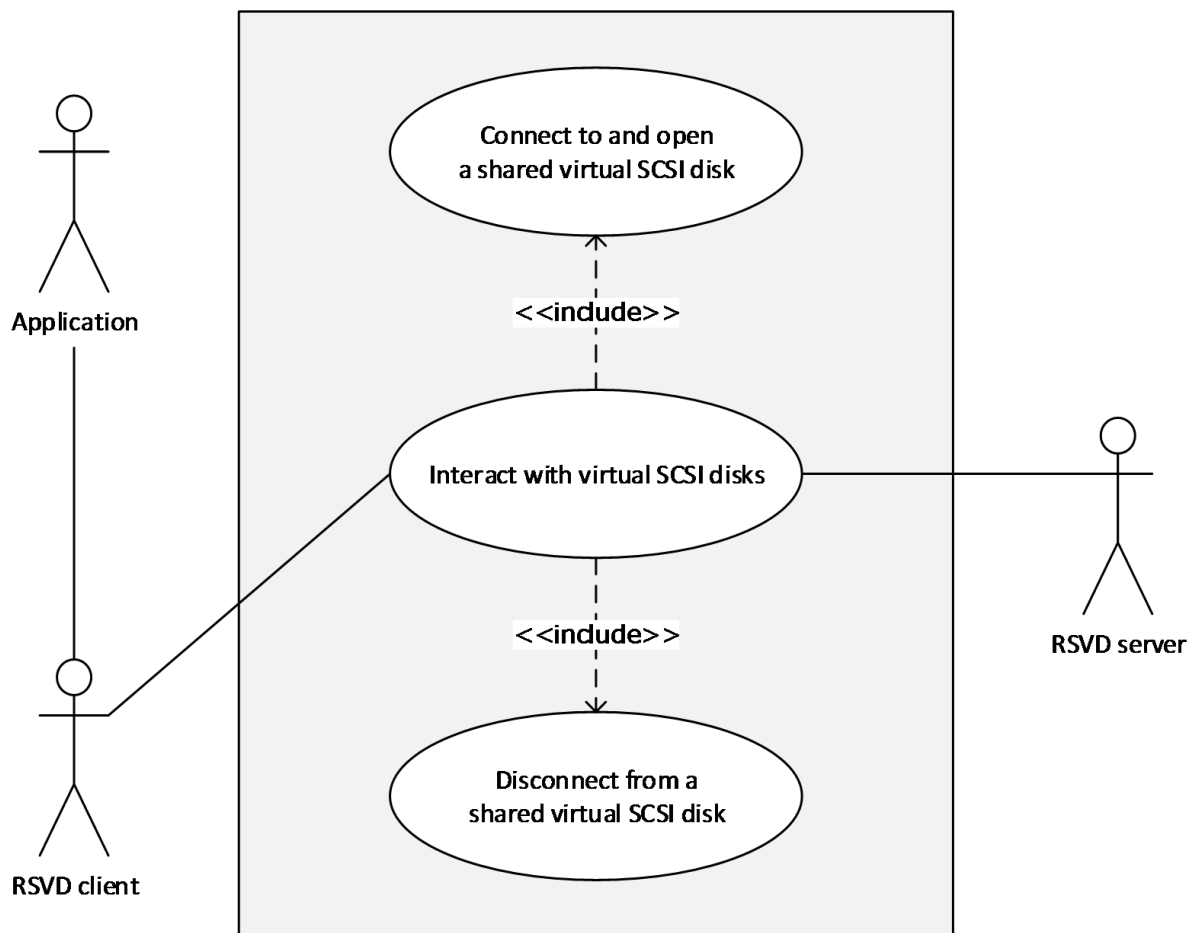 Connect to and open
a shared virtual SCSI disk
Application
<<include>>
Interact with virtual SCSI disks
<<include>>
RSVD server
Disconnect from a
shared virtual SCSI disk
RSVD client